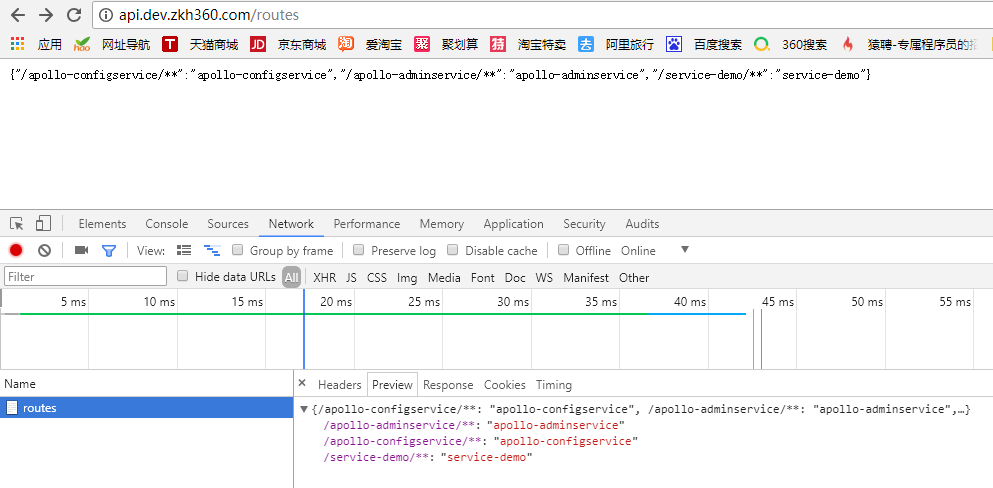 api.dev.zkh360.com/routes
应用 hao 网址导航 T 天猫商城 JD 京东商城 淘 爱淘宝 聚 聚划算 特 淘宝特卖 去 阿里旅行 百度搜索 360搜索 猿聘-专属程序员的招
{"/apollo-configservice/**":"apollo-configservice","/apollo-adminservice/**":"apollo-adminservice","/service-demo/**":"service-demo"}
Elements Console Sources Network Performance Memory Application Security Audits
View: Group by frame Preserve log Disable cache Offline Online
Filter Hide data URLs All XHR JS CSS Img Media Font Doc WS Manifest Other
5 ms 10 ms 15 ms 20 ms 25 ms 30 ms 35 ms 40 ms 45 ms 50 ms 55 ms
Name × Headers Preview Response Cookies Timing
routes {/apollo-configservice/**: "apollo-configservice", /apollo-adminservice/**: "apollo-adminservice",…}
/apollo-adminservice/**: "apollo-adminservice"
/apollo-configservice/**: "apollo-configservice"
/service-demo/**: "service-demo"